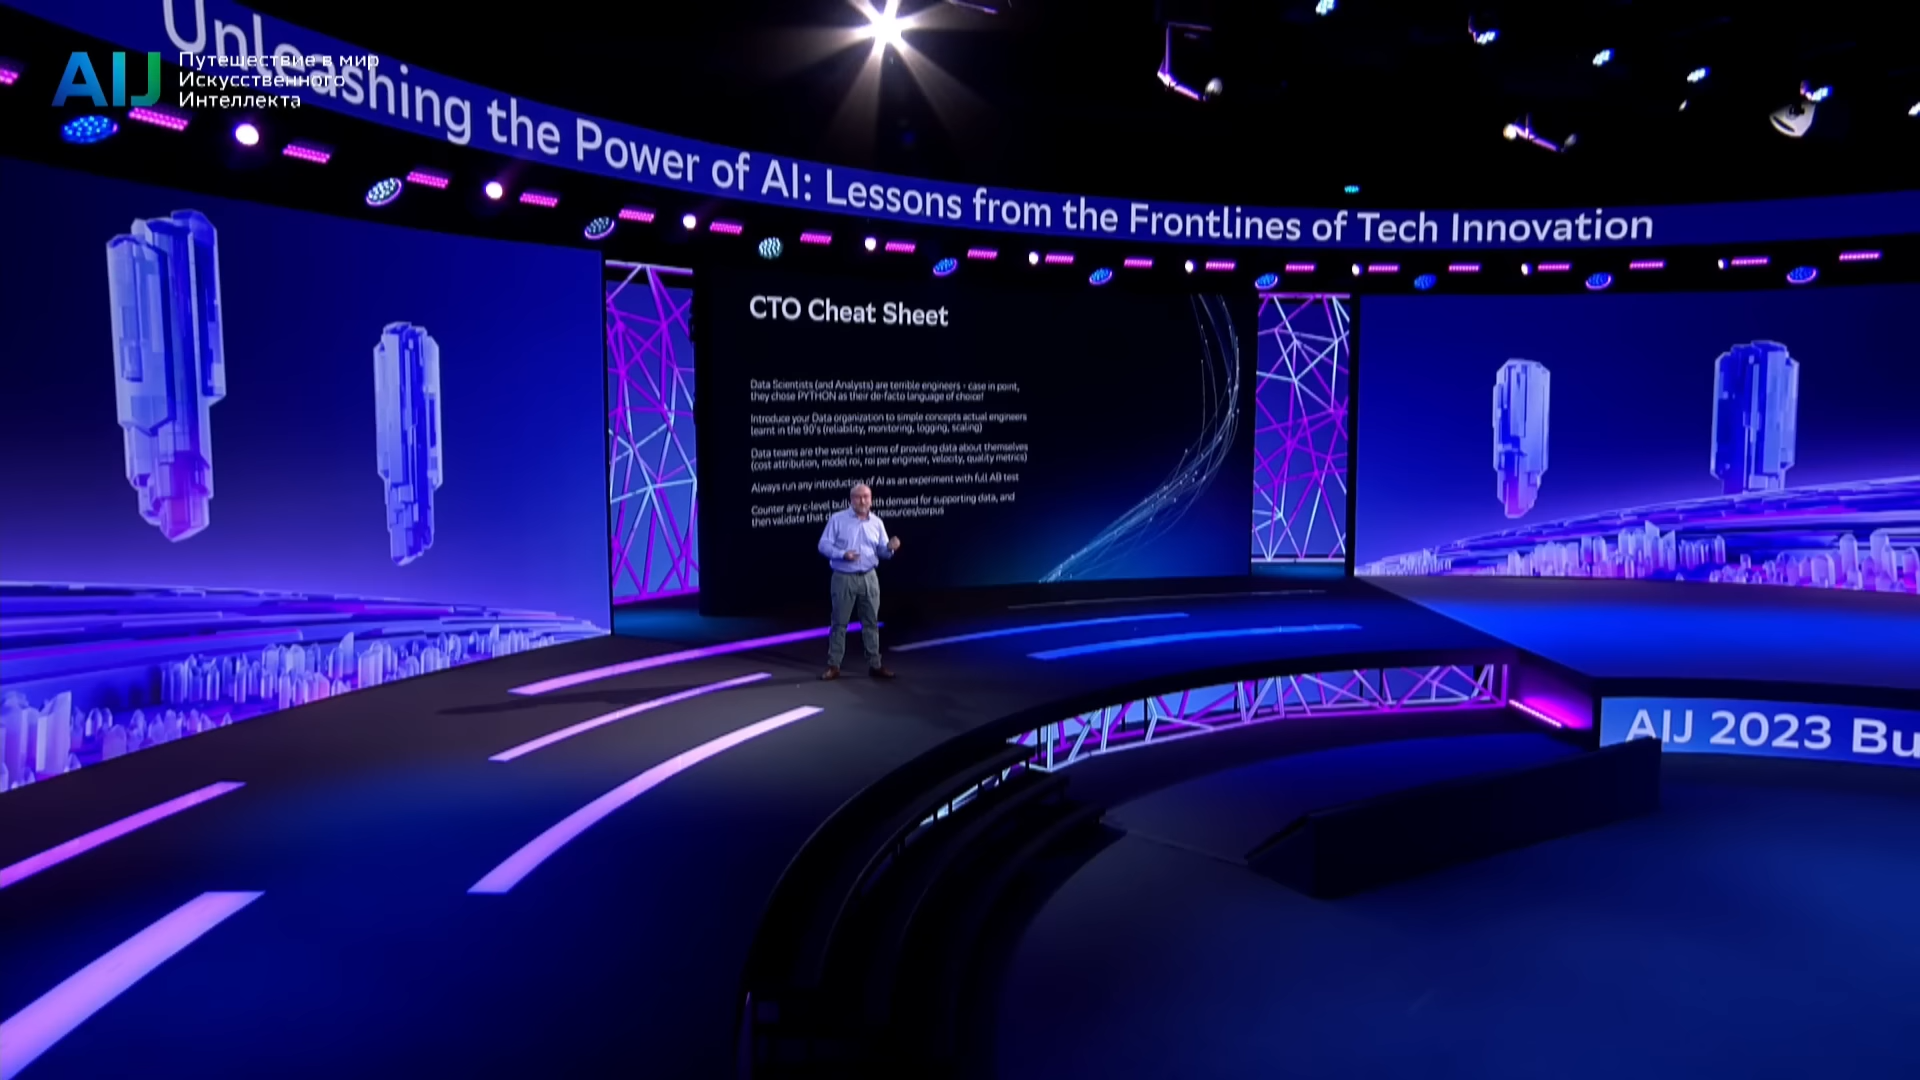 Unleashing the Power of AI: Lessons from the Frontlines of Tech Innovation
AIJ
Путешествие в мир
Искусственного
Интеллекта
CTO Cheat Sheet
Data Scientists (and Analysts) are terrible engineers - case in point,
they chose PYTHON as their de-facto language of choice!
Introduce your Data organization to simple concepts actual engineers
learnt in the 90's (reliability, monitoring, logging, scaling)
Data teams are the worst in terms of providing data about themselves
(cost attribution, model roi, roi per engineer, velocity, quality metrics)
Always run any introduction of AI as an experiment with full AB test
Counter any c-level with demand for supporting data, and
then validate that resources/corpus
AIJ 2023 Bu